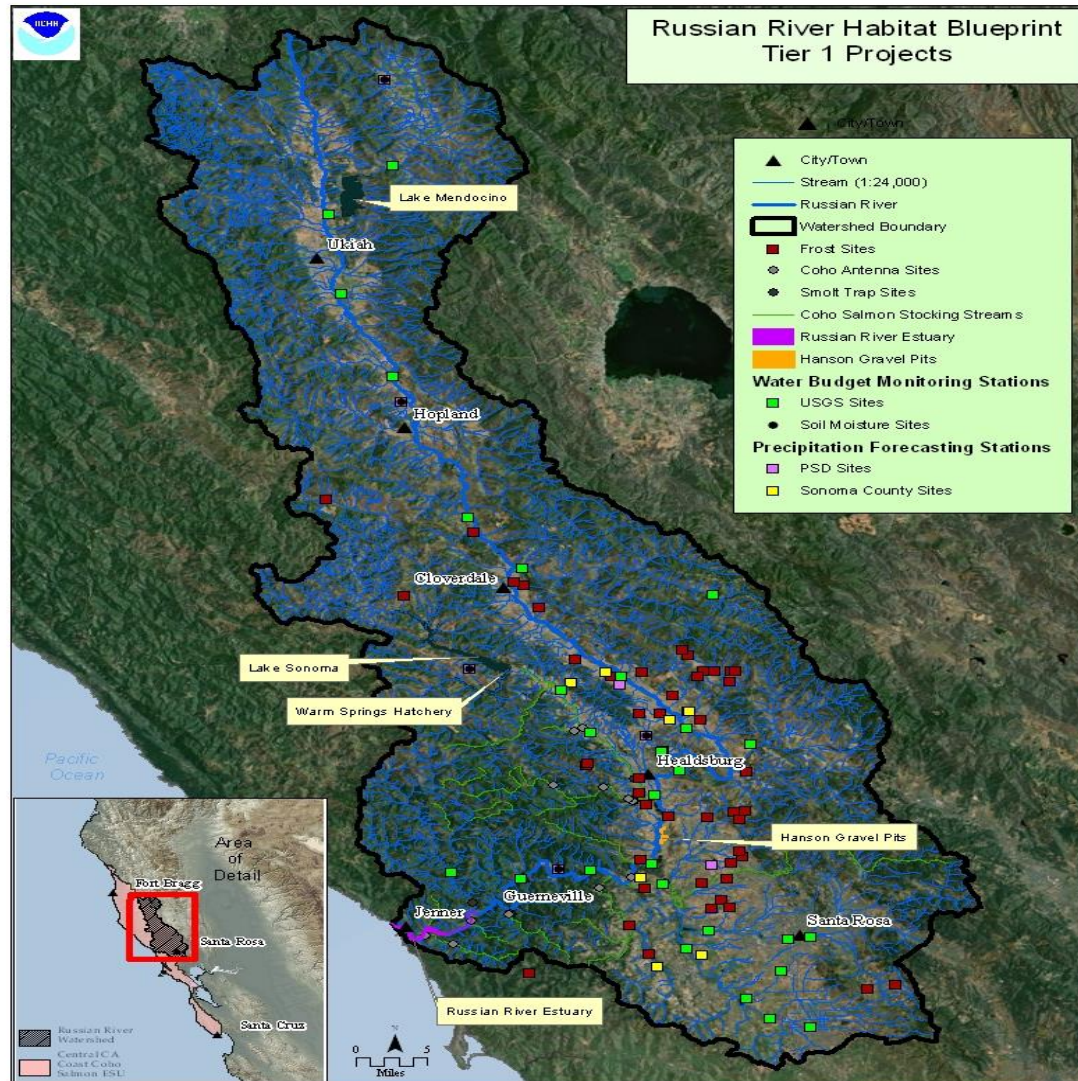 Russian River Habitat Blueprint
Tier 1 Projects
City/Town
City/Town
Stream (1:24,000)
Russian River
Watershed Boundary
Frost Sites
Coho Antenna Sites
Smolt Trap Sites
Coho Salmon Stocking Streams
Russian River Estuary
Hanson Gravel Pits
Water Budget Monitoring Stations
USGS Sites
Soil Moisture Sites
Precipitation Forecasting Stations
PSD Sites
Sonoma County Sites
Lake Mendocino
Ukiah
Hopland
Cloverdale
Lake Sonoma
Warm Springs Hatchery
Pacific
Ocean
Healdsburg
Hanson Gravel Pits
Guerneville
Jenner
Santa Rosa
Russian River Estuary
N
0 5
Miles
Area
of
Detail
Fort Bragg
Santa Rosa
Santa Cruz
Russian River
Watershed
Central CA
Coast Coho
Salmon ESU